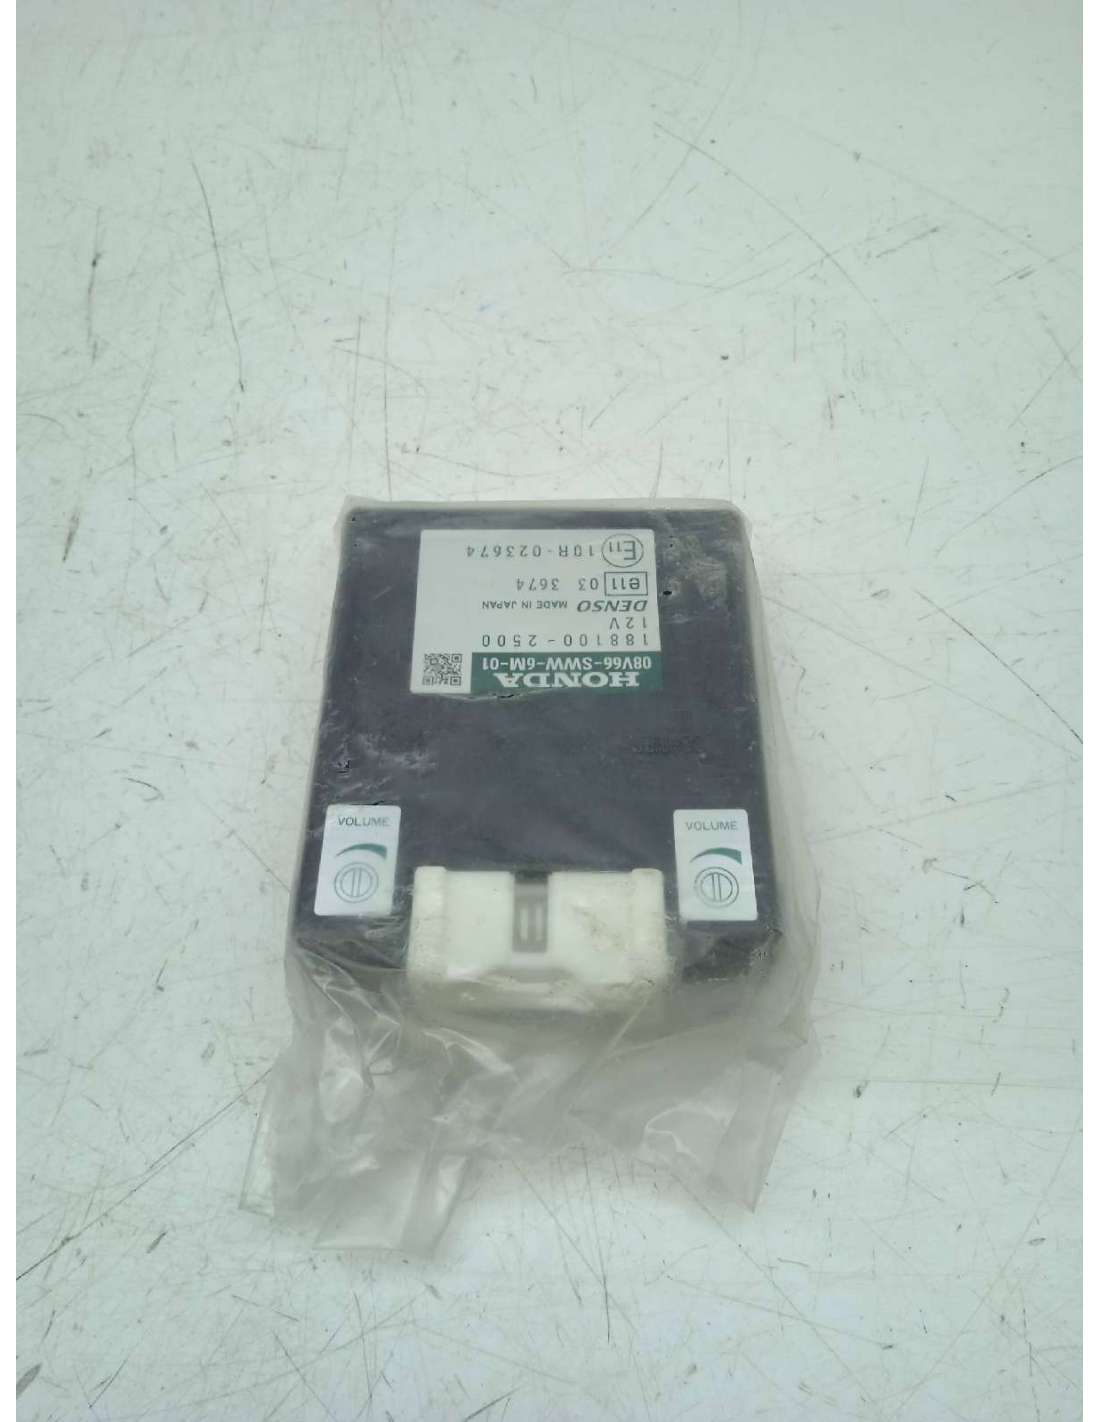 HONDA
08V66-SWW-6M-01
188100-2500
12V
DENSO MADE IN JAPAN
e11 03 3674
E11 10R-023674
VOLUME
VOLUME